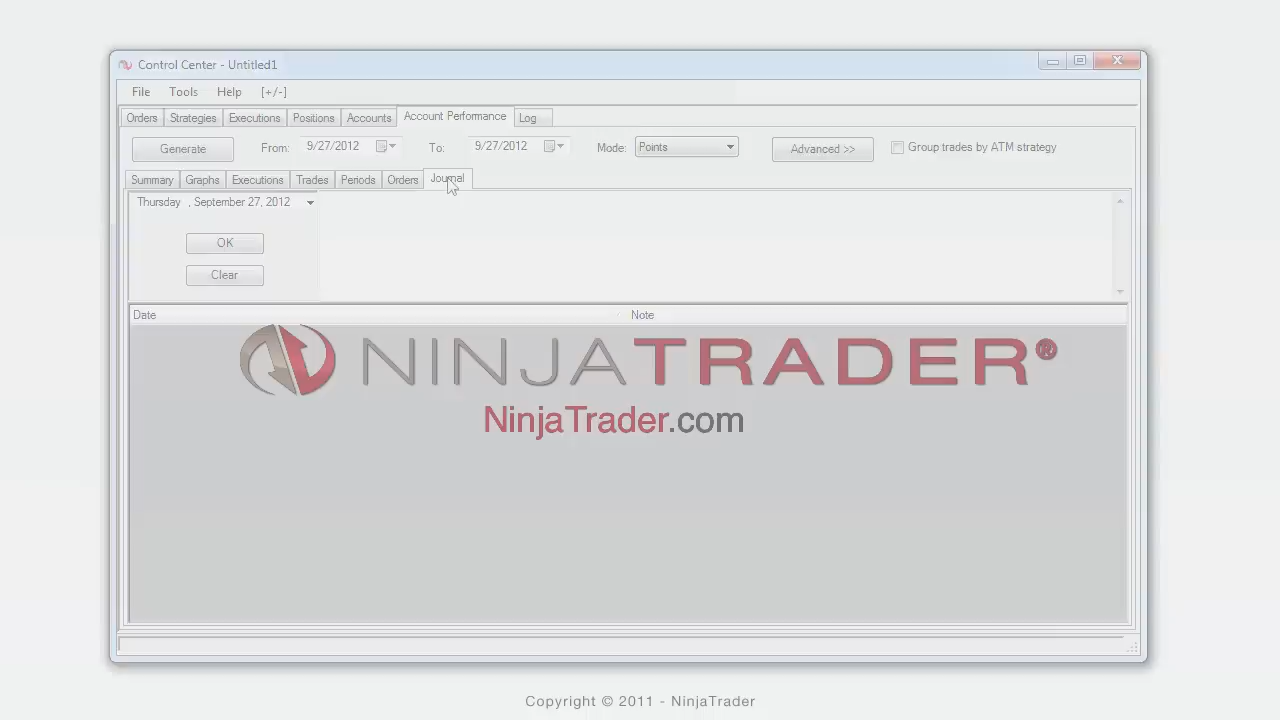 Control Center - Untitled1
File Tools Help [+/-]
Orders Strategies Executions Positions Accounts Account Performance Log
Generate From: 9/27/2012 To: 9/27/2012 Mode: Points Advanced >> Group trades by ATM strategy
Summary Graphs Executions Trades Periods Orders Journal
Thursday , September 27, 2012
OK
Clear
Date Note
NINJATRADER®
NinjaTrader.com
Copyright © 2011 - NinjaTrader